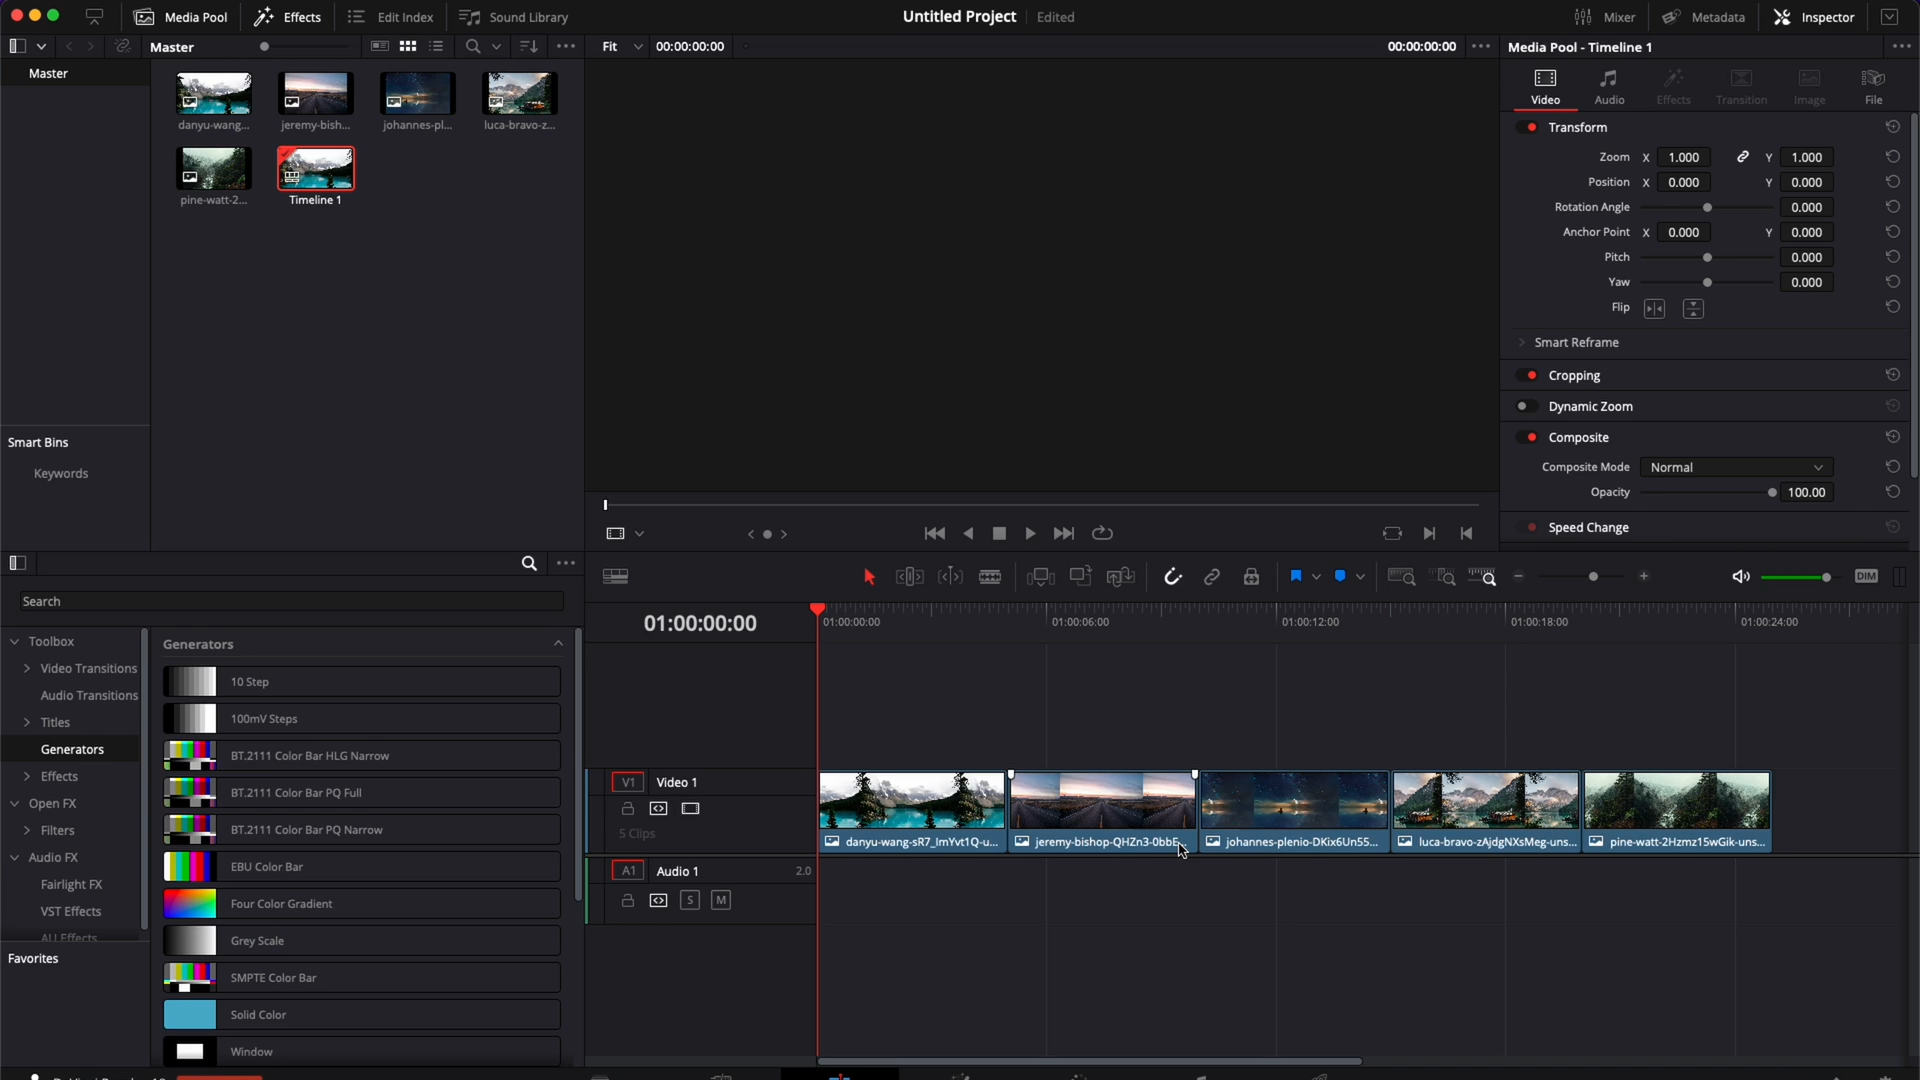 Media Pool
Effects
Edit Index
Sound Library
Untitled Project
Edited
Mixer
Metadata
Inspector
Master
Fit
00:00:00:00
00:00:00:00
Media Pool - Timeline 1
Master
danyu-wang...
jeremy-bish...
johannes-pl...
luca-bravo-z...
pine-watt-2...
Timeline 1
Smart Bins
Keywords
Video
Audio
Effects
Transition
Image
File
Transform
Zoom X 1.000 Y 1.000
Position X 0.000 Y 0.000
Rotation Angle 0.000
Anchor Point X 0.000 Y 0.000
Pitch 0.000
Yaw 0.000
Flip
Smart Reframe
Cropping
Dynamic Zoom
Composite
Composite Mode Normal
Opacity 100.00
Speed Change
Search
Toolbox
Video Transitions
Audio Transitions
Titles
Generators
Effects
Open FX
Filters
Audio FX
Fairlight FX
VST Effects
AU Effects
Favorites
Generators
10 Step
100mV Steps
BT.2111 Color Bar HLG Narrow
BT.2111 Color Bar PQ Full
BT.2111 Color Bar PQ Narrow
EBU Color Bar
Four Color Gradient
Grey Scale
SMPTE Color Bar
Solid Color
Window
DIM
01:00:00:00
01:00:00:00
01:00:06:00
01:00:12:00
01:00:18:00
01:00:24:00
V1 Video 1
5 Clips
danyu-wang-sR7_lmYvt1Q-u...
jeremy-bishop-QHZn3-0bbE
johannes-plenio-DKix6Un55...
luca-bravo-zAjdgNXsMeg-uns...
pine-watt-2Hzmz15wGik-uns...
A1 Audio 1 2.0
S M